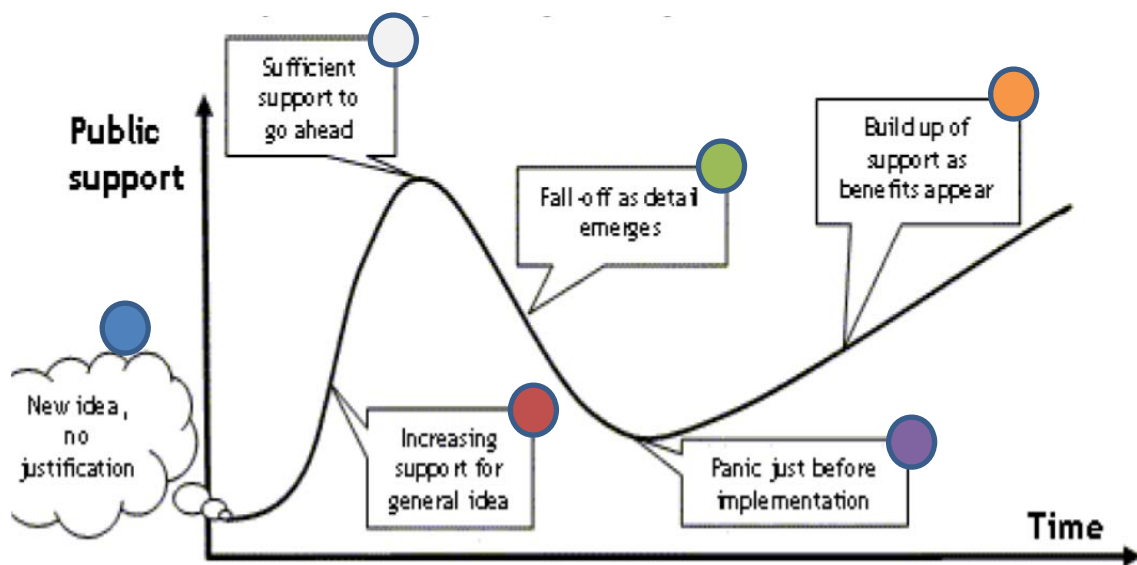 Sufficient
support to
go ahead
Public
support
Build up of
support as
benefits appear
Fall-off as detail
emerges
New idea,
no
justification
Increasing
support for
general idea
Panic just before
implementation
Time